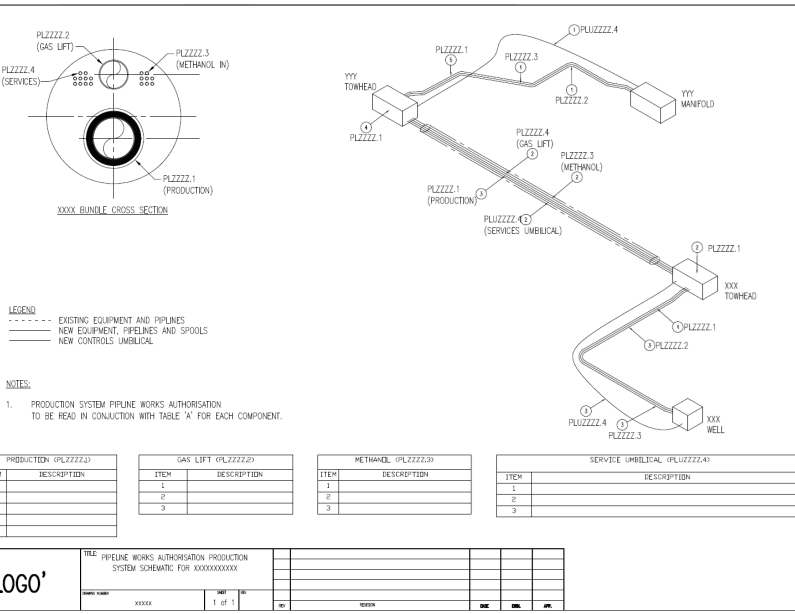 PLZZZZ.2
(GAS LIFT)
PLZZZZ.3
(METHANOL IN)
PLZZZZ.4
(SERVICES)
PLZZZZ.1
(PRODUCTION)
XXXX BUNDLE CROSS SECTION
1 PLUZZZZ.4
PLZZZZ.1
5
PLZZZZ.3
1
1
PLZZZZ.2
YYY
TOWHEAD
YYY
MANIFOLD
4
PLZZZZ.1
PLZZZZ.4
(GAS LIFT)
2
PLZZZZ.3
(METHANOL)
2
PLZZZZ.1
(PRODUCTION)
3
PLUZZZZ.4
2
(SERVICES UMBILICAL)
2 PLZZZZ.1
XXX
TOWHEAD
PLZZZZ.1
3 PLZZZZ.2
3
PLUZZZZ.4
3
PLZZZZ.3
XXX
WELL
LEGEND
EXISTING EQUIPMENT AND PIPLINES
NEW EQUIPMENT, PIPELINES AND SPOOLS
NEW CONTROLS UMBILICAL
NOTES:
1. PRODUCTION SYSTEM PIPLINE WORKS AUTHORISATION
TO BE READ IN CONJUCTION WITH TABLE 'A' FOR EACH COMPONENT.
PRODUCTION (PLZZZZ.1)
DESCRIPTION
GAS LIFT (PLZZZZ.2)
ITEM DESCRIPTION
1
2
3
METHANOL (PLZZZZ.3)
ITEM DESCRIPTION
1
2
3
SERVICE UMBILICAL (PLUZZZZ.4)
ITEM DESCRIPTION
1
2
3
LOGO'
TITLE: PIPELINE WORKS AUTHORISATION PRODUCTION
SYSTEM SCHEMATIC FOR XXXXXXXXXXX
DRAWING NUMBER
XXXXX
SHEET
1 of 1
REV REVISION DATE DRN. APP.